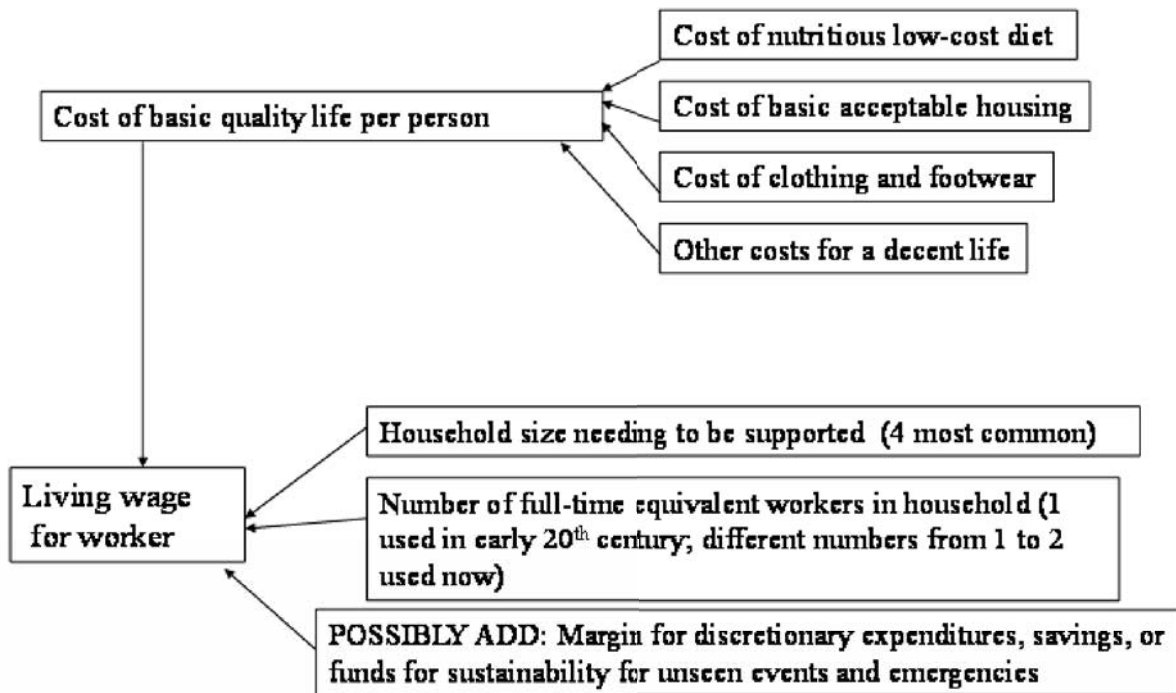 Cost of nutritious low-cost diet
Cost of basic quality life per person
Cost of basic acceptable housing
Cost of clothing and footwear
Other costs for a decent life
Household size needing to be supported (4 most common)
Living wage
for worker
Number of full-time equivalent workers in household (1
used in early 20th century; different numbers from 1 to 2
used now)
POSSIBLY ADD: Margin for discretionary expenditures, savings, or
funds for sustainability for unseen events and emergencies